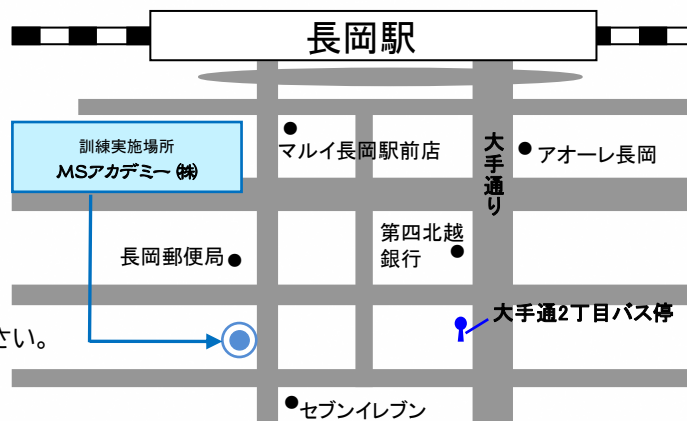 長岡駅
訓練実施場所
MSアカデミー㈱
マルイ長岡駅前店
大手通り
アオーレ長岡
長岡郵便局
第四北越
銀行
大手通2丁目バス停
さい。
セブンイレブン